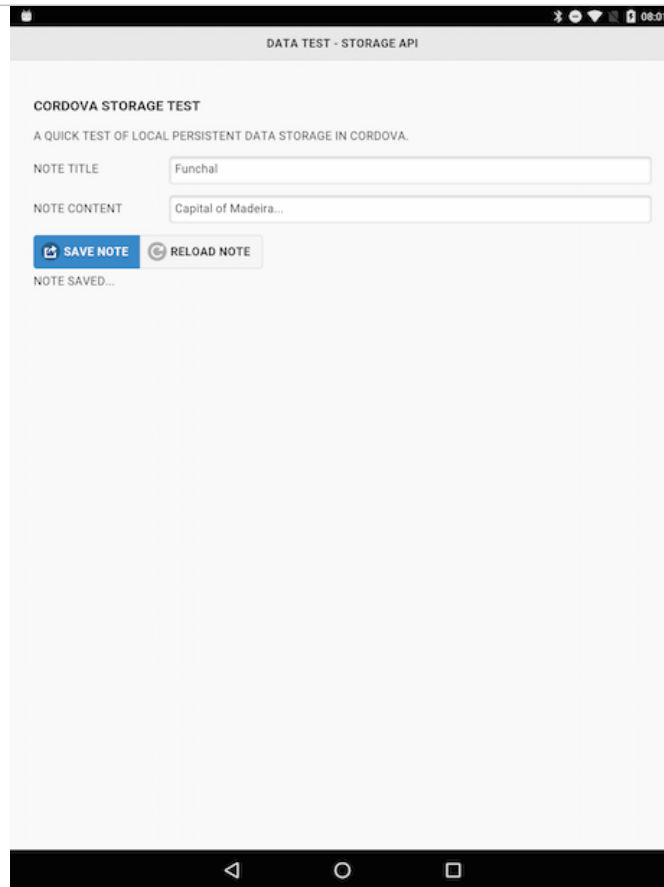 08:01
DATA TEST - STORAGE API
CORDOVA STORAGE TEST
A QUICK TEST OF LOCAL PERSISTENT DATA STORAGE IN CORDOVA.
NOTE TITLE Funchal
NOTE CONTENT Capital of Madeira...
SAVE NOTE RELOAD NOTE
NOTE SAVED...